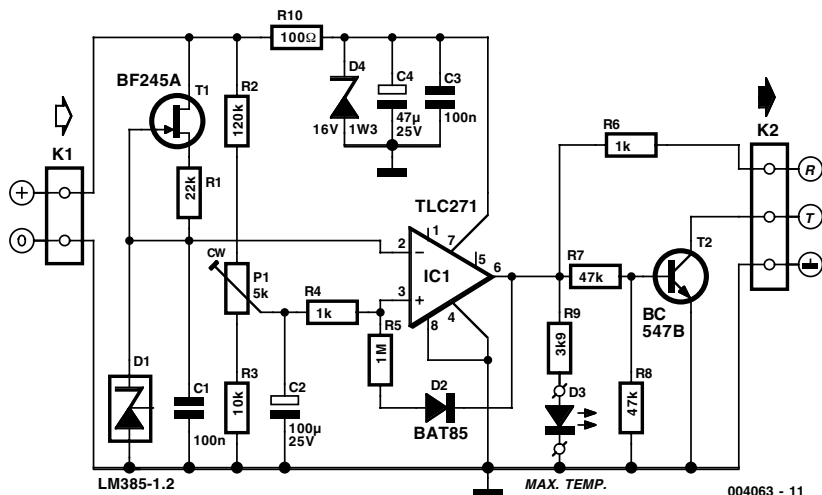 R10
100Ω
BF245A
T1
R2
120k
D4
16V
1W3
C4
47µ
25V
C3
100n
K1
+
0
R1
22k
K2
R6
1k
R
T
TLC271
1
7
2
−
IC1
5
6
3
+
8
4
R7
47k
T2
BC
547B
CW
P1
5k
R4
1k
R5
1M
R9
3k9
D1
C1
100n
R3
10k
C2
100µ
25V
D2
BAT85
D3
R8
47k
LM385-1.2
MAX. TEMP.
004063 - 11